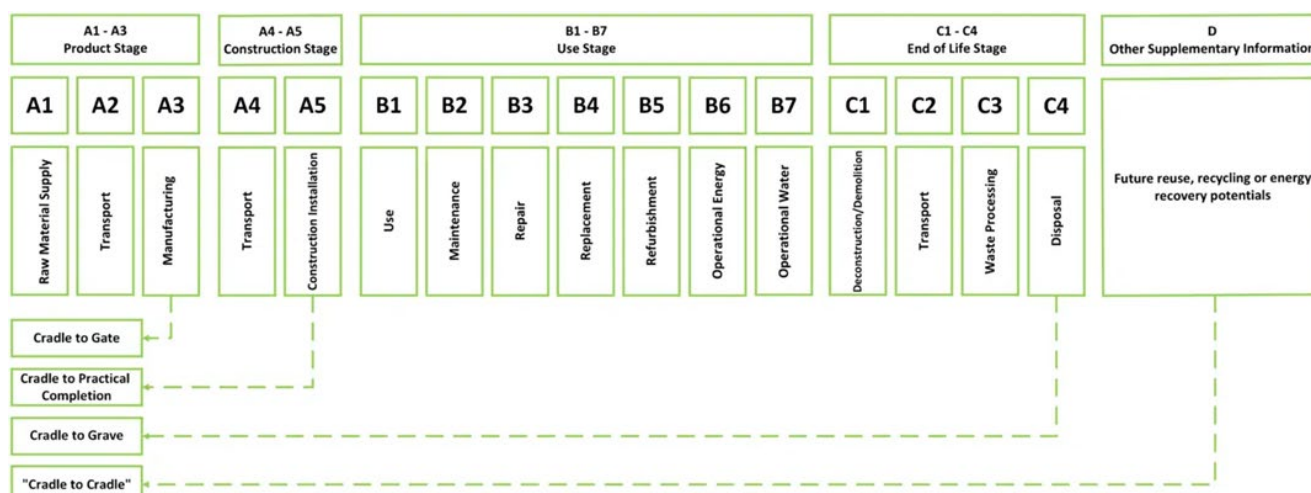 A1 - A3
Product Stage
A4 - A5
Construction Stage
B1 - B7
Use Stage
C1 - C4
End of Life Stage
D
Other Supplementary Information
A1
A2
A3
A4
A5
B1
B2
B3
B4
B5
B6
B7
C1
C2
C3
C4
Raw Material Supply
Transport
Manufacturing
Transport
Construction Installation
Use
Maintenance
Repair
Replacement
Refurbishment
Operational Energy
Operational Water
Deconstruction/Demolition
Transport
Waste Processing
Disposal
Future reuse, recycling or energy
recovery potentials
Cradle to Gate
Cradle to Practical
Completion
Cradle to Grave
"Cradle to Cradle"